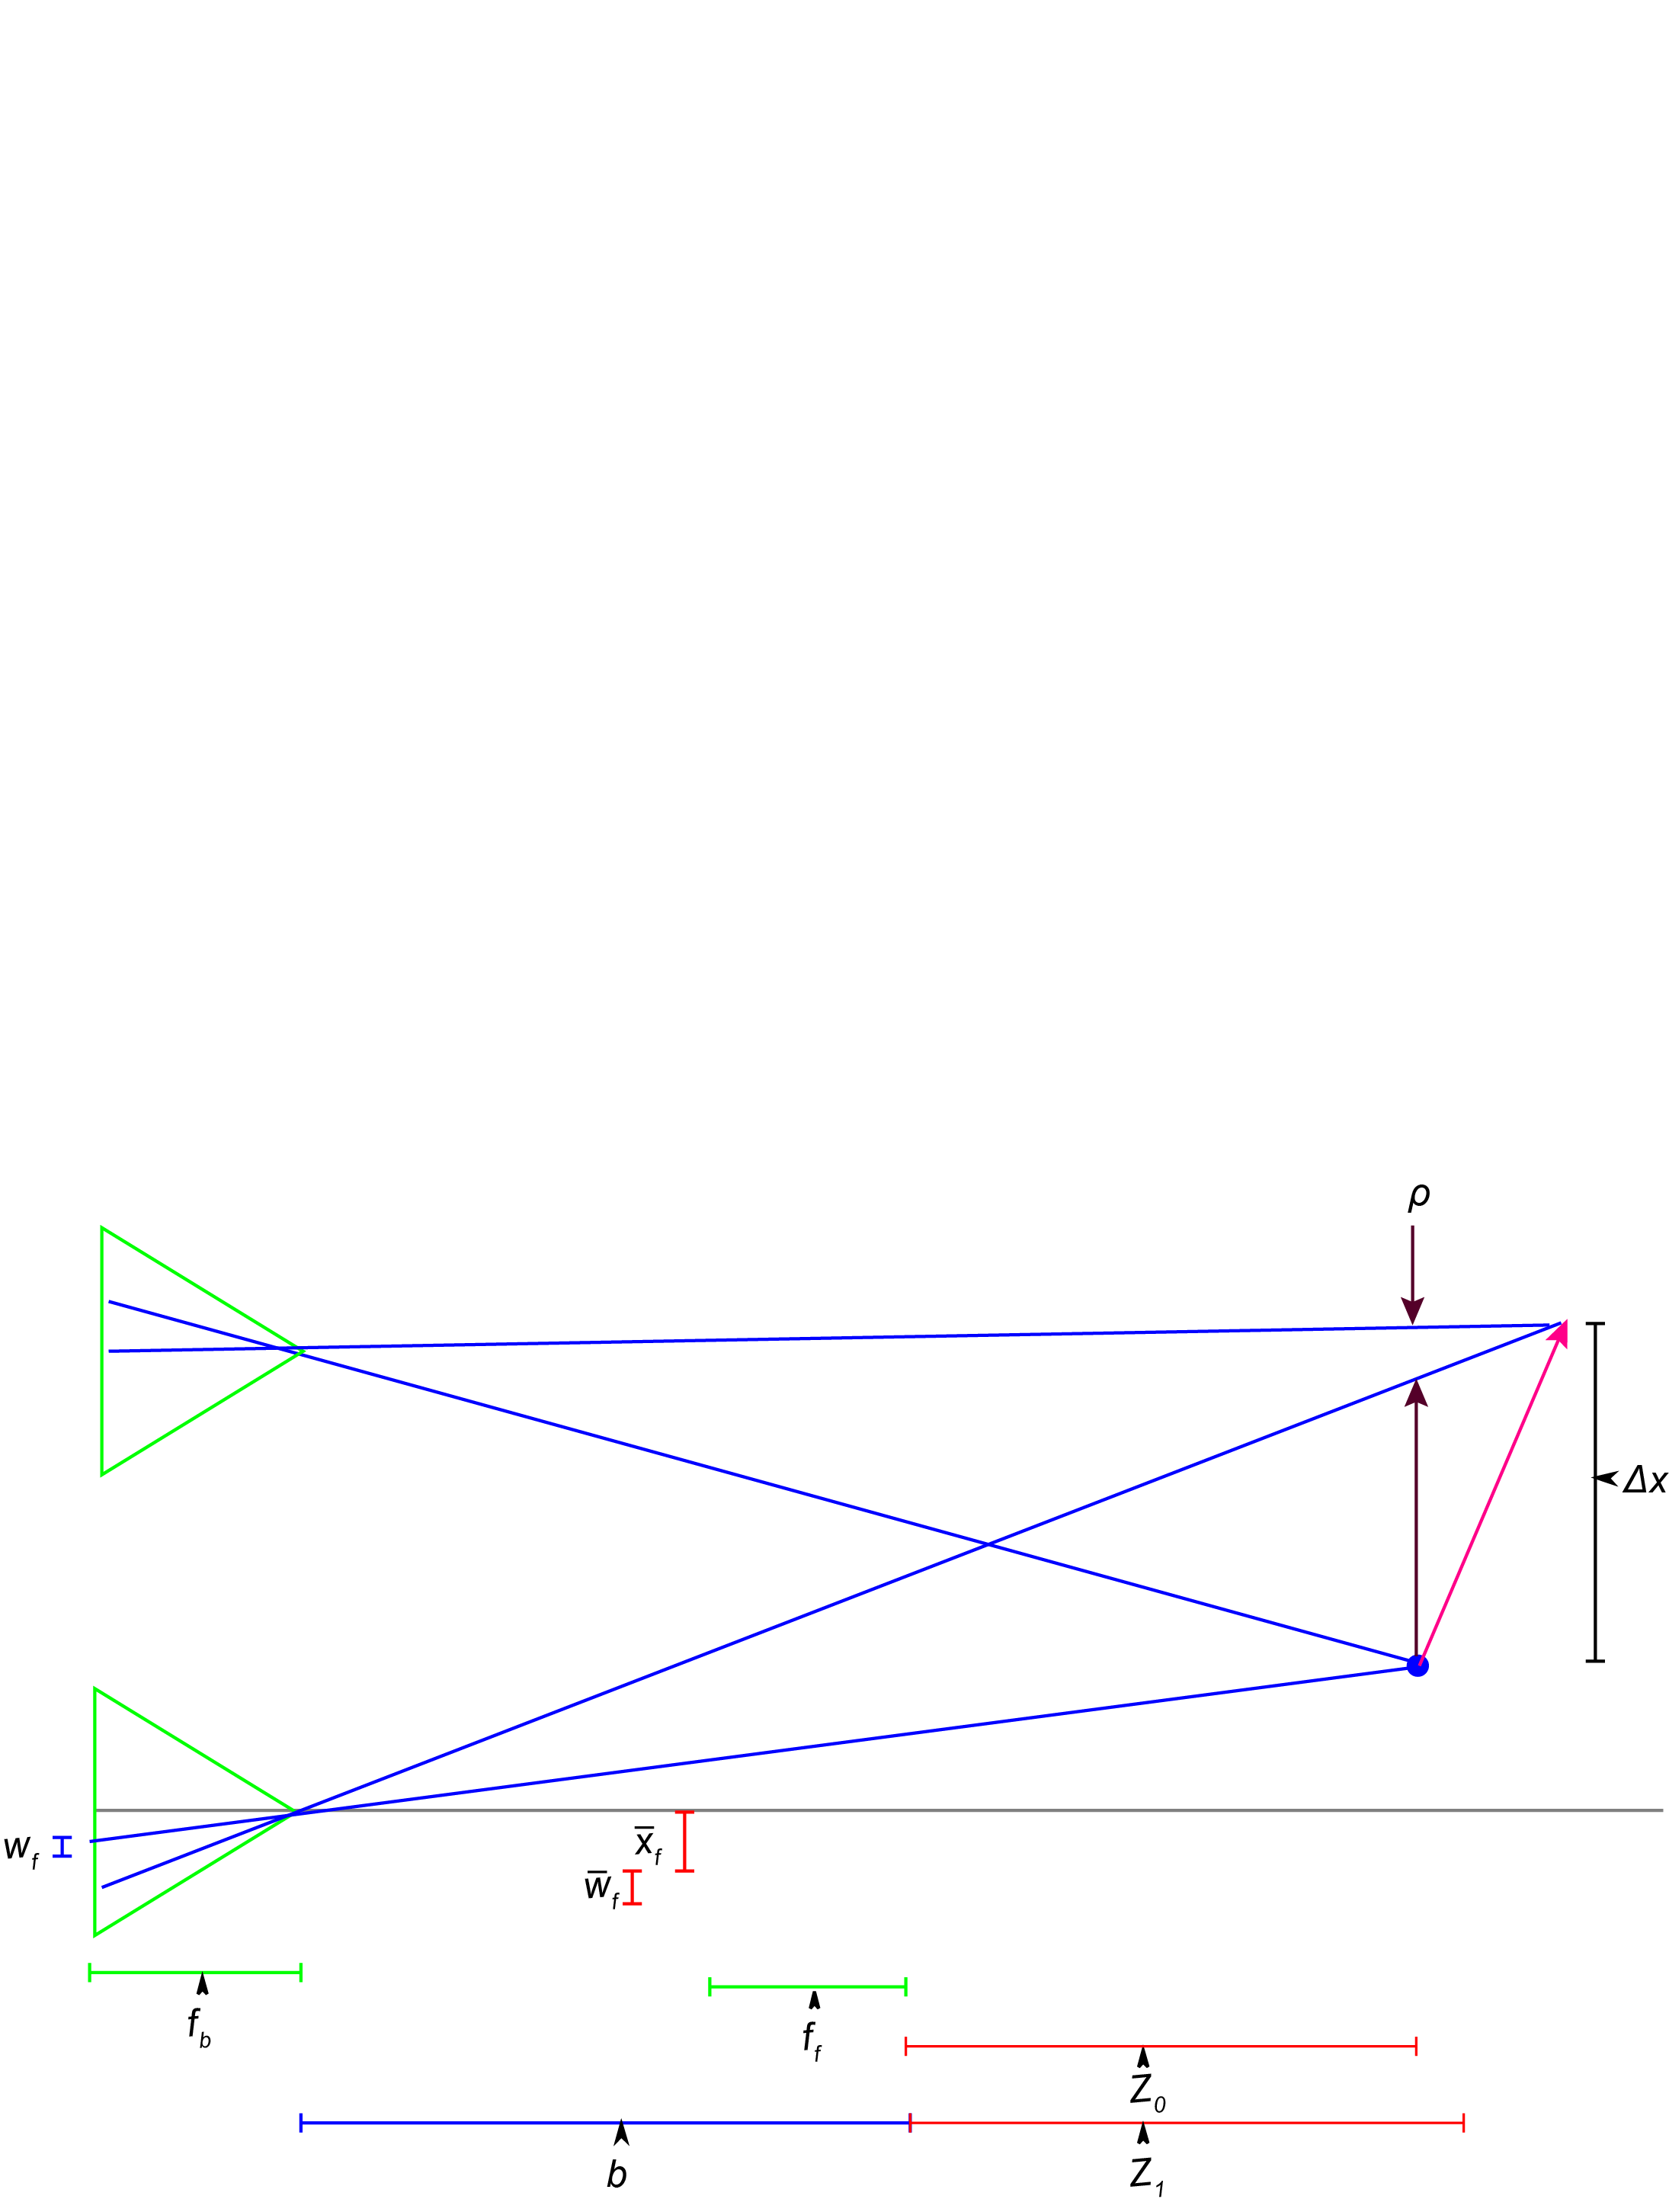 ρ
Δx
w_f
x̄_f
w̄_f
f_b
f_f
Z_0
b
Z_1